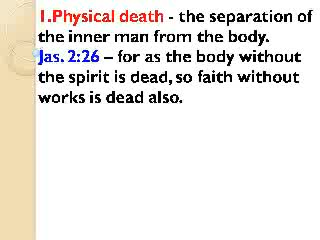 1.Physical death - the separation of
the inner man from the body.
Jas. 2:26 – for as the body without
the spirit is dead, so faith without
works is dead also.